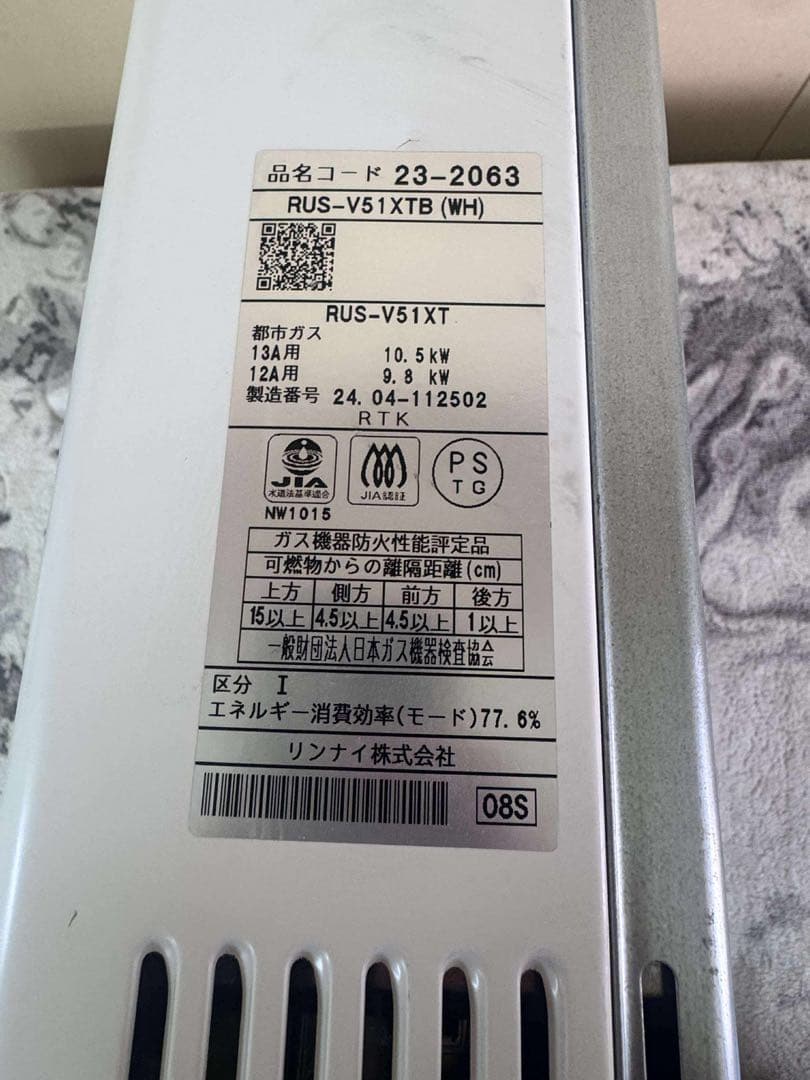 品名コード 23-2063
RUS-V51XTB (WH)
RUS-V51XT
都市ガス
13A用 10.5 kW
12A用 9.8 kW
製造番号 24.04-112502
RTK
JIA
水道法基準適合
NW1015
JIA認証
PS
TG
ガス機器防火性能評定品
可燃物からの離隔距離(cm)
上方 側方 前方 後方
15以上 4.5以上 4.5以上 1以上
一般財団法人日本ガス機器検査協会
区分 I
エネルギー消費効率(モード)77.6%
リンナイ株式会社
08S